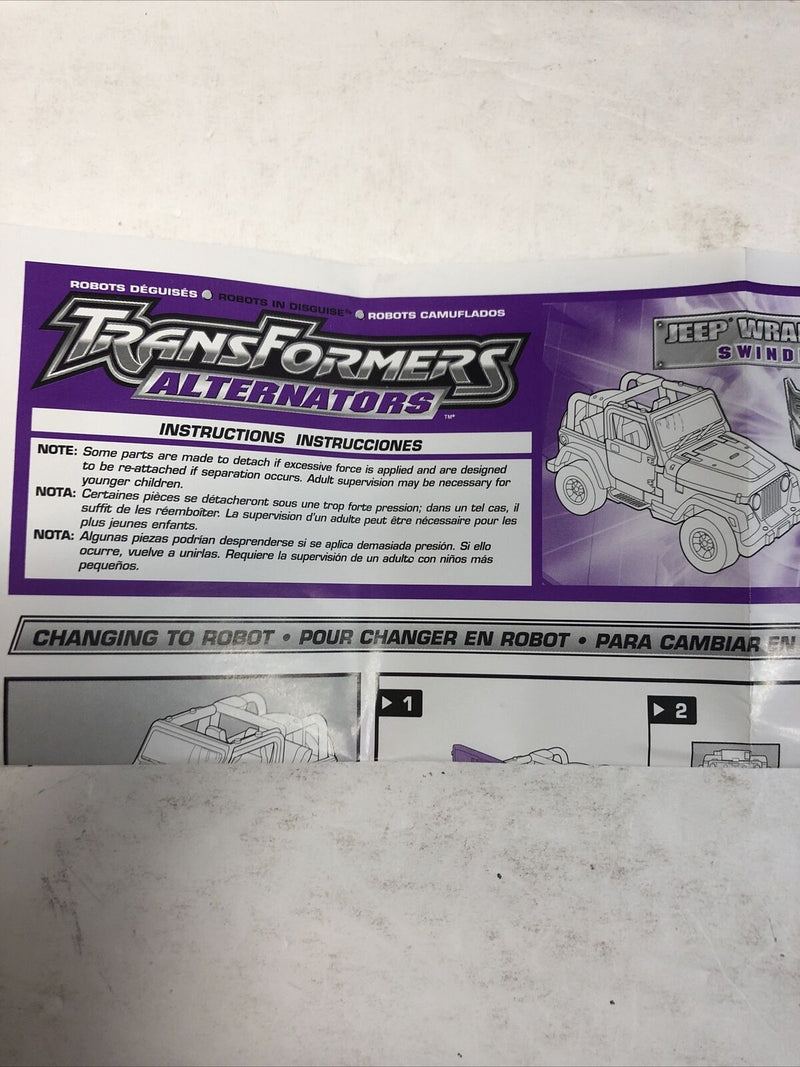 ROBOTS DÉGUISÉS ROBOTS IN DISGUISE™ ROBOTS CAMUFLADOS
TRANSFORMERS
ALTERNATORS
™
INSTRUCTIONS INSTRUCCIONES
NOTE: Some parts are made to detach if excessive force is applied and are designed
to be re-attached if separation occurs. Adult supervision may be necessary for
younger children.
NOTA: Certaines pièces se détacheront sous une trop forte pression; dans un tel cas, il
suffit de les réemboîter. La supervision d'un adulte peut être nécessaire pour les
plus jeunes enfants.
NOTA: Algunas piezas podrían desprenderse si se aplica demasiada presión. Si ello
ocurre, vuelve a unirlas. Requiere la supervisión de un adulto con niños más
pequeños.
JEEP WRA
SWIND
CHANGING TO ROBOT • POUR CHANGER EN ROBOT • PARA CAMBIAR EN
1
2